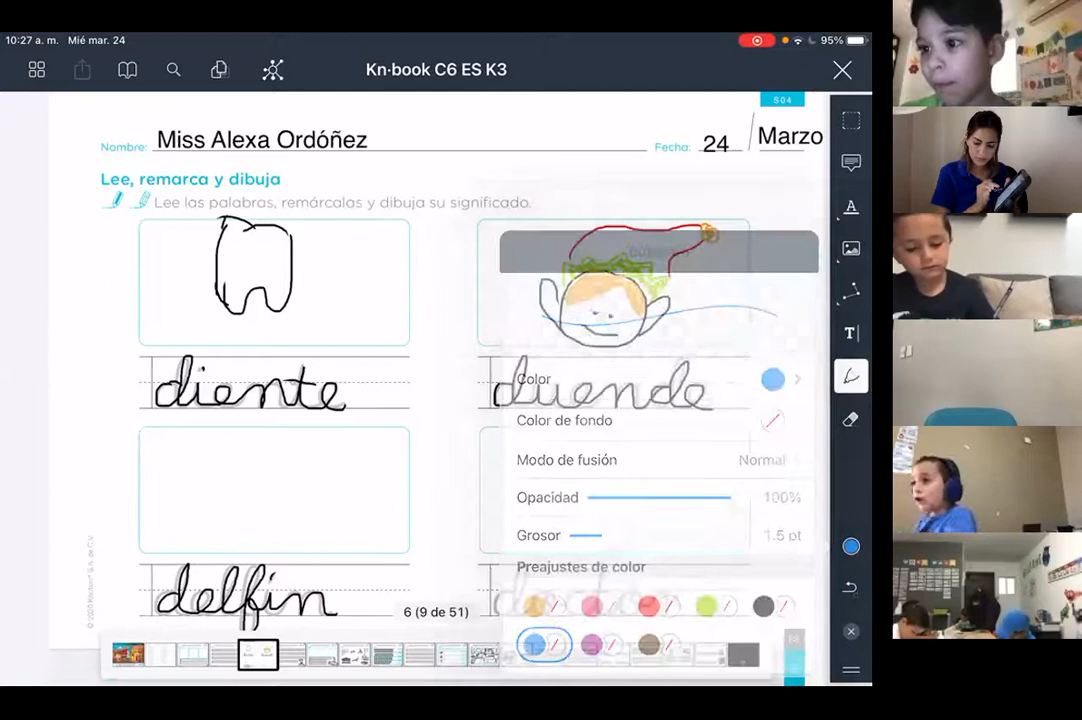 10:27 a. m. Mié mar. 24
95%
Kn·book C6 ES K3
S04
Nombre: Miss Alexa Ordóñez Fecha: 24 / Marzo
Lee, remarca y dibuja
Lee las palabras, remárcalas y dibuja su significado.
diente
duende
Color
Color de fondo
Modo de fusión Normal
Opacidad 100%
Grosor 1.5 pt
Preajustes de color
delfín
6 (9 de 51)